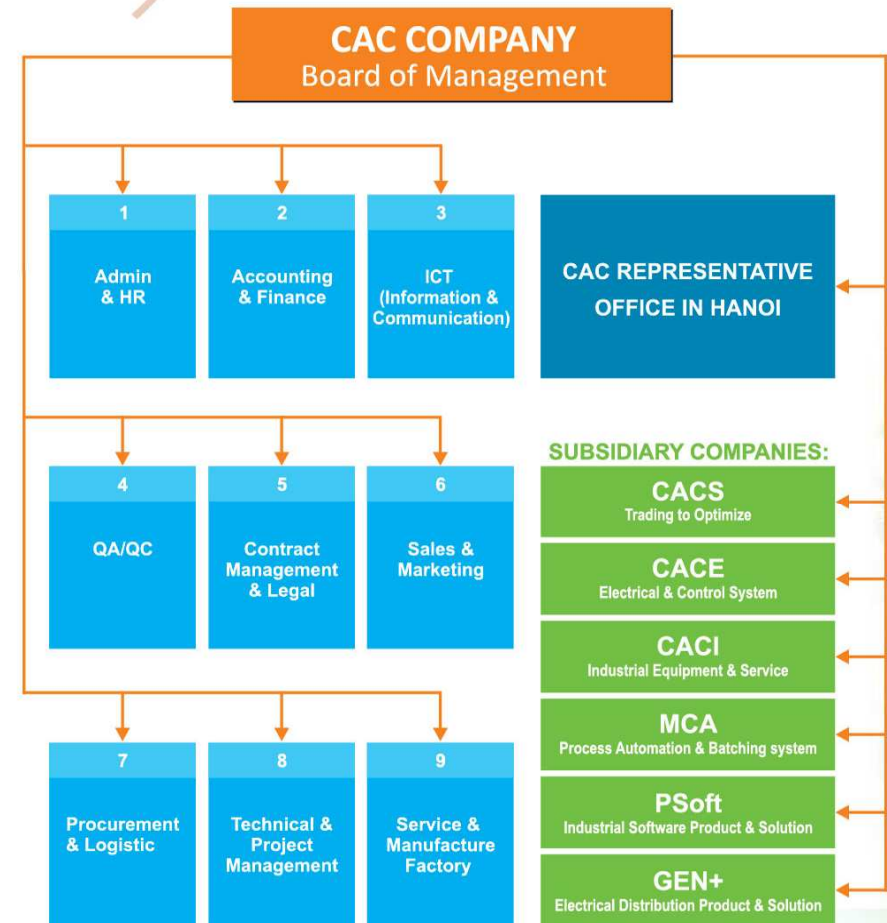 CAC COMPANY
Board of Management
1
Admin
& HR
2
Accounting
& Finance
3
ICT
(Information &
Communication)
CAC REPRESENTATIVE
OFFICE IN HANOI
4
QA/QC
5
Contract
Management
& Legal
6
Sales &
Marketing
SUBSIDIARY COMPANIES:
CACS
Trading to Optimize
CACE
Electrical & Control System
CACI
Industrial Equipment & Service
MCA
Process Automation & Batching system
PSoft
Industrial Software Product & Solution
GEN+
Electrical Distribution Product & Solution
7
Procurement
& Logistic
8
Technical &
Project
Management
9
Service &
Manufacture
Factory